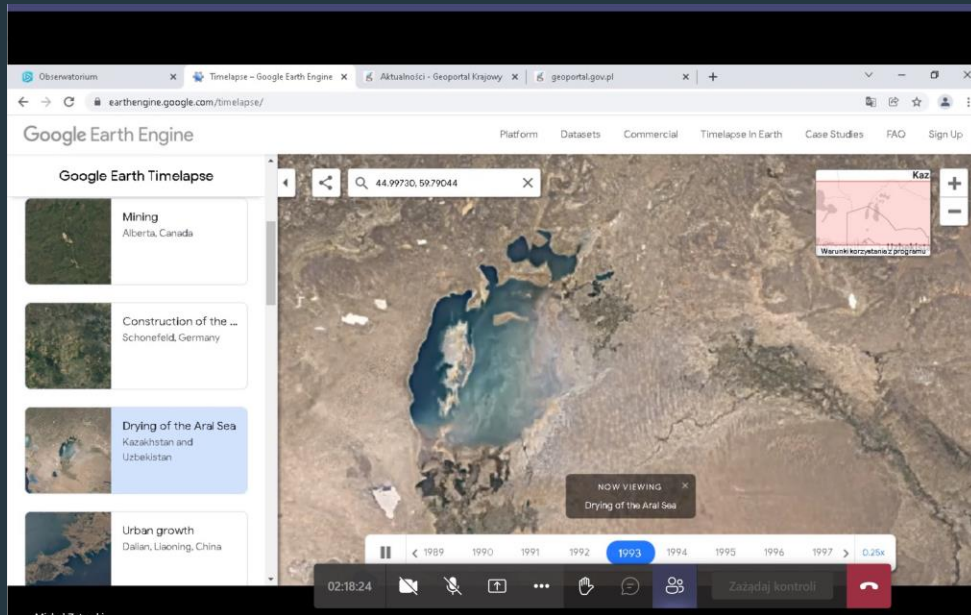 Obserwatorium
Timelapse – Google Earth Engine
Aktualności - Geoportal Krajowy
geoportal.gov.pl
earthengine.google.com/timelapse/
Google Earth Engine
Platform
Datasets
Commercial
Timelapse In Earth
Case Studies
FAQ
Sign Up
Google Earth Timelapse
Mining
Alberta, Canada
Construction of the ...
Schonefeld, Germany
Drying of the Aral Sea
Kazakhstan and
Uzbekistan
Urban growth
Dalian, Liaoning, China
44.99730, 59.79044
Kaz
Warunki korzystania z programu
NOW VIEWING
Drying of the Aral Sea
1989 1990 1991 1992 1993 1994 1995 1996 1997 0.25x
02:18:24
Zażądaj kontroli